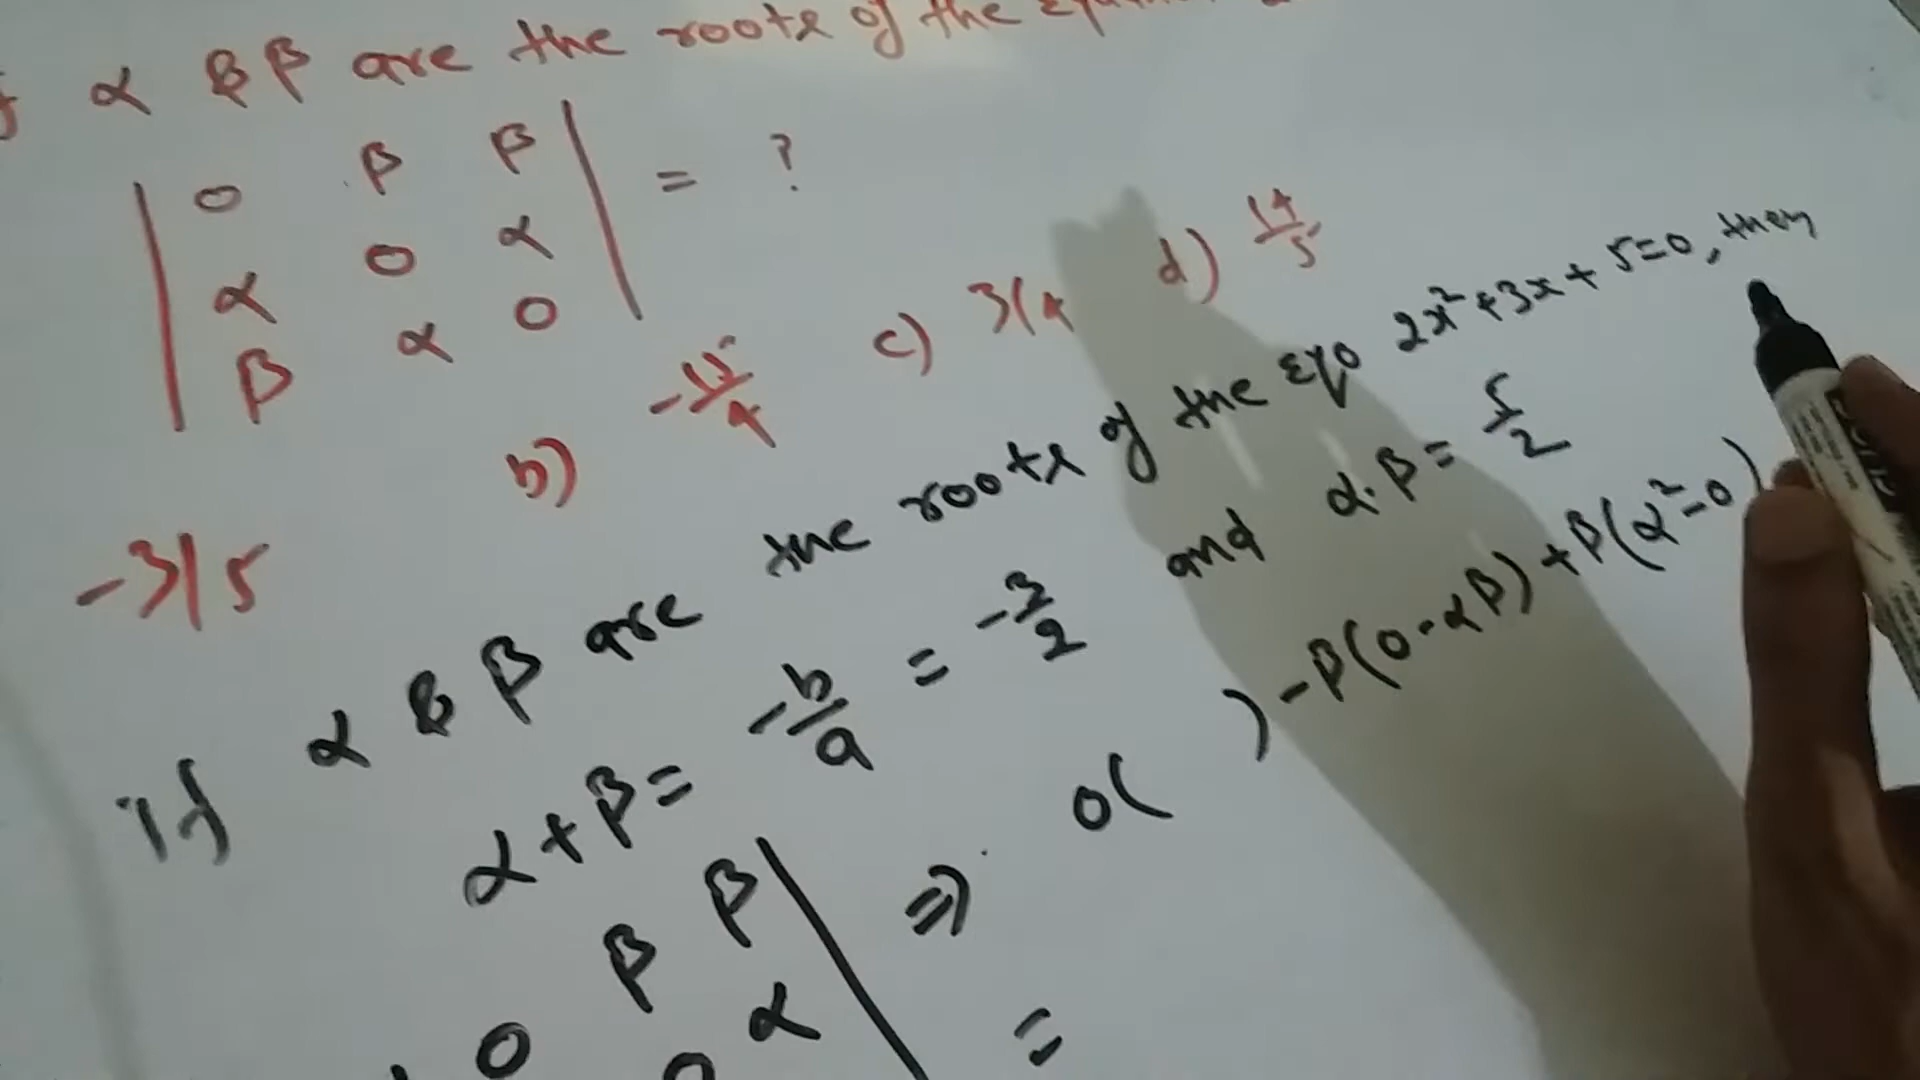 α & β are the roots of the
| 0 β β |
| α 0 α | = ?
| β α 0 |
-3/5 b) -15/4 c) 3/4 d) 14/5
If α & β are the roots of the eqn 2x²+3x+5=0, then
α+β = -b/a = -3/2 and α.β = 5/2
0 β β | ⇒ 0( ) -β(0-αβ) +β(α²-0)
0 α | =